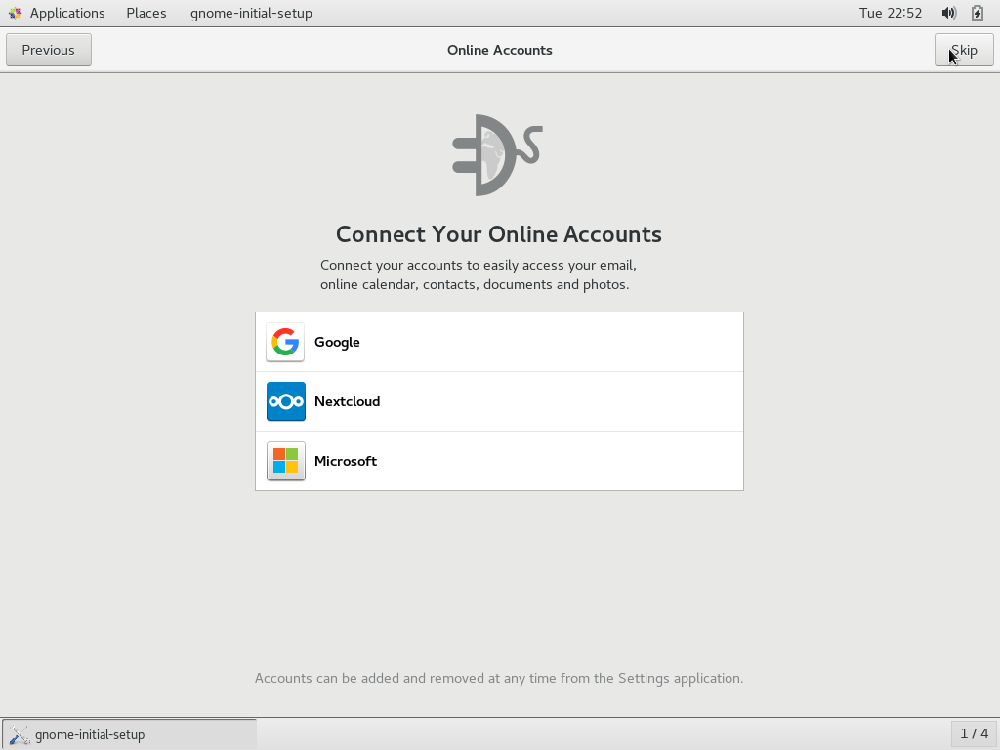 Applications Places gnome-initial-setup Tue 22:52
Previous Online Accounts Skip
Connect Your Online Accounts
Connect your accounts to easily access your email,
online calendar, contacts, documents and photos.
Google
Nextcloud
Microsoft
Accounts can be added and removed at any time from the Settings application.
gnome-initial-setup 1 / 4